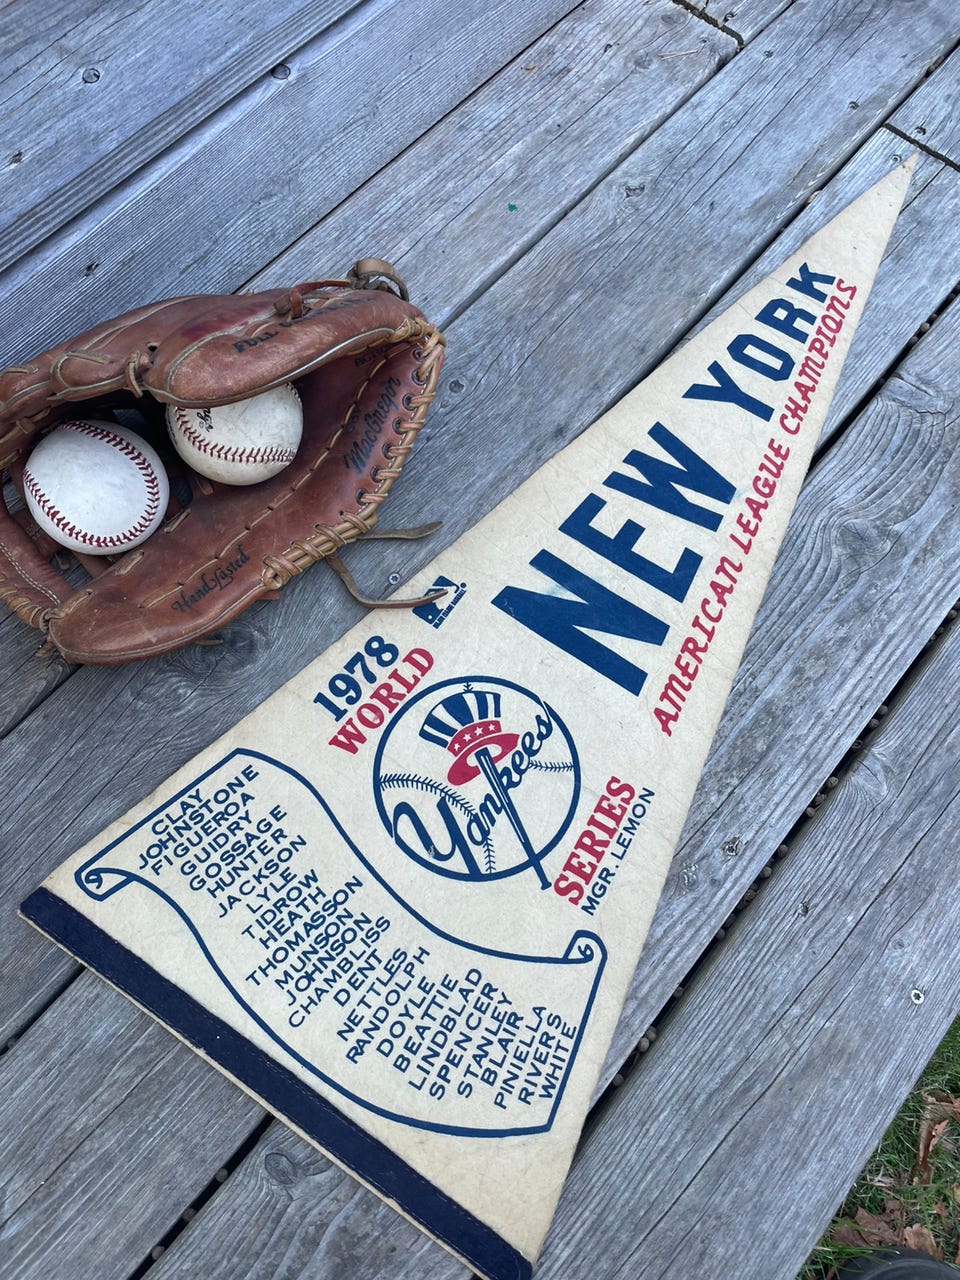 FULL
MacGregor
Hand Lasted
NEW YORK
AMERICAN LEAGUE CHAMPIONS
1978
WORLD
Yankees
SERIES
MGR. LEMON
CLAY
JOHNSTONE
FIGUEROA
GUIDRY
GOSSAGE
HUNTER
JACKSON
LYLE
TIDROW
HEATH
THOMASSON
MUNSON
JOHNSON
CHAMBLISS
DENT
NETTLES
RANDOLPH
DOYLE
BEATTIE
LINDBLAD
SPENCER
STANLEY
BLAIR
PINIELLA
RIVERS
WHITE